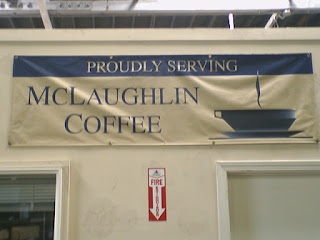 PROUDLY SERVING
MCLAUGHLIN
COFFEE
FIRE